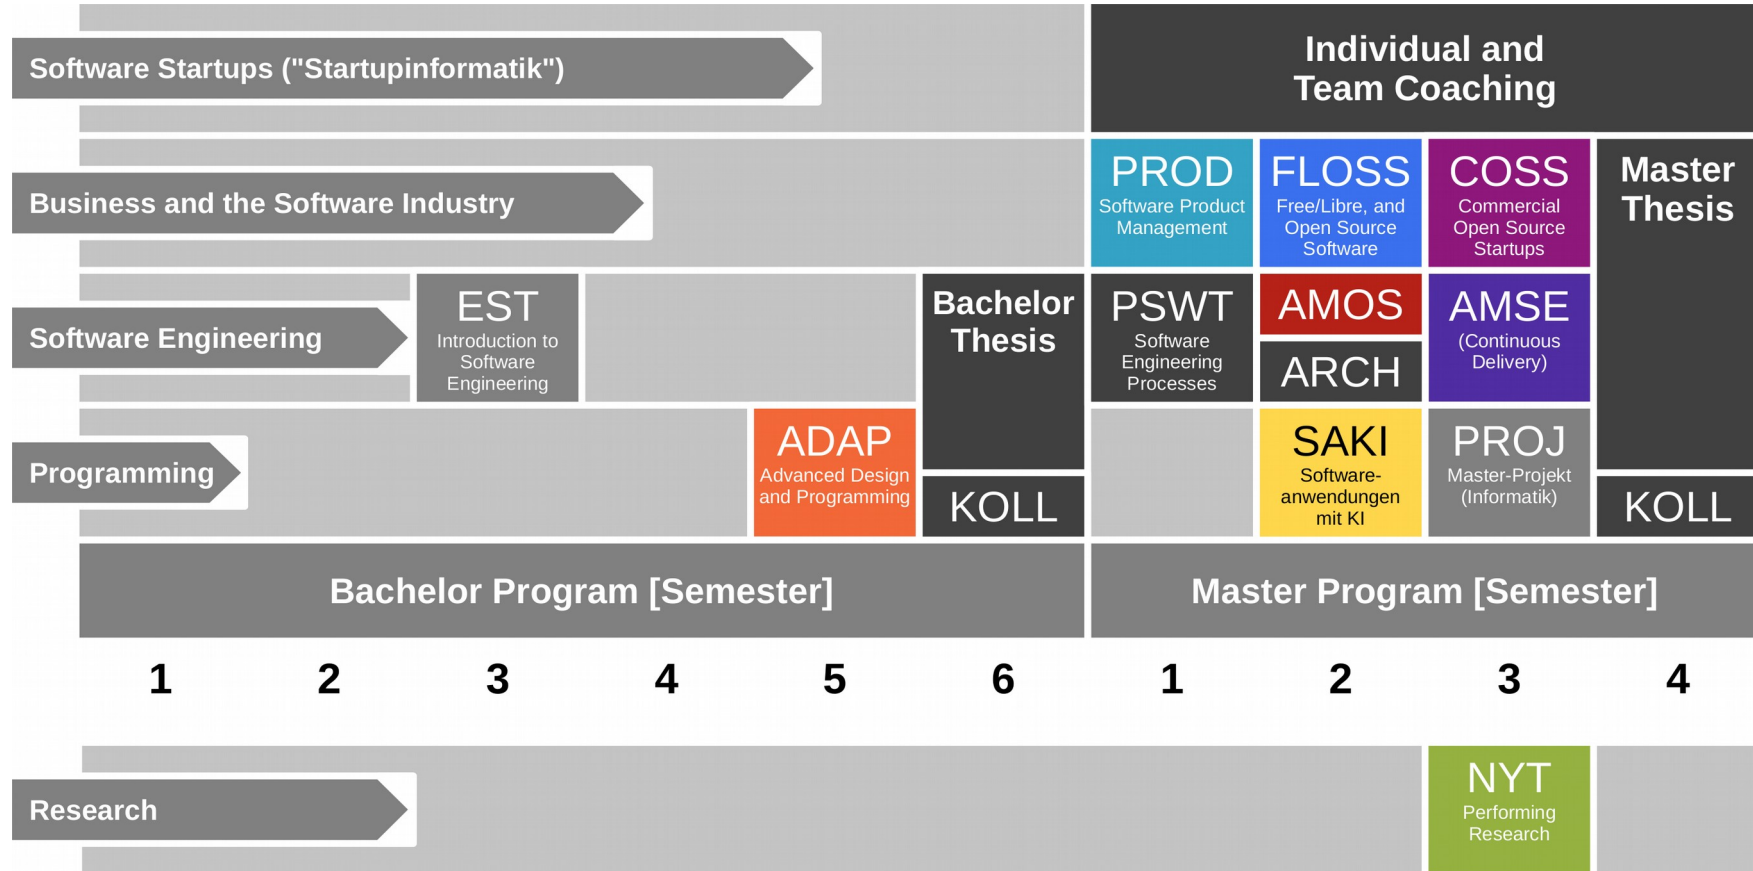 Software Startups ("Startupinformatik")
Individual and
Team Coaching
Business and the Software Industry
PROD
Software Product
Management
FLOSS
Free/Libre, and
Open Source
Software
COSS
Commercial
Open Source
Startups
Master
Thesis
Software Engineering
EST
Introduction to
Software
Engineering
Bachelor
Thesis
PSWT
Software
Engineering
Processes
AMOS
ARCH
AMSE
(Continuous
Delivery)
Programming
ADAP
Advanced Design
and Programming
KOLL
SAKI
Software-
anwendungen
mit KI
PROJ
Master-Projekt
(Informatik)
KOLL
Bachelor Program [Semester]
Master Program [Semester]
1 2 3 4 5 6 1 2 3 4
Research
NYT
Performing
Research